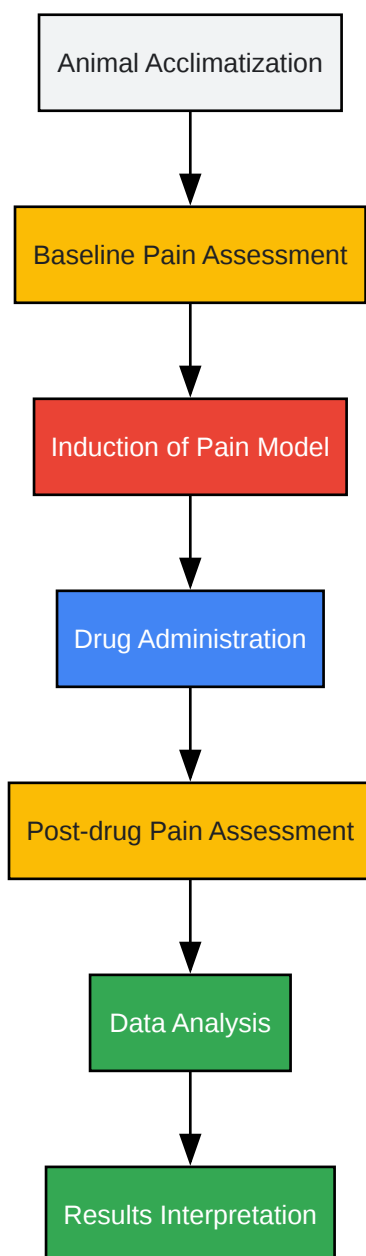 Animal Acclimatization
Baseline Pain Assessment
Induction of Pain Model
Drug Administration
Post-drug Pain Assessment
Data Analysis
Results Interpretation